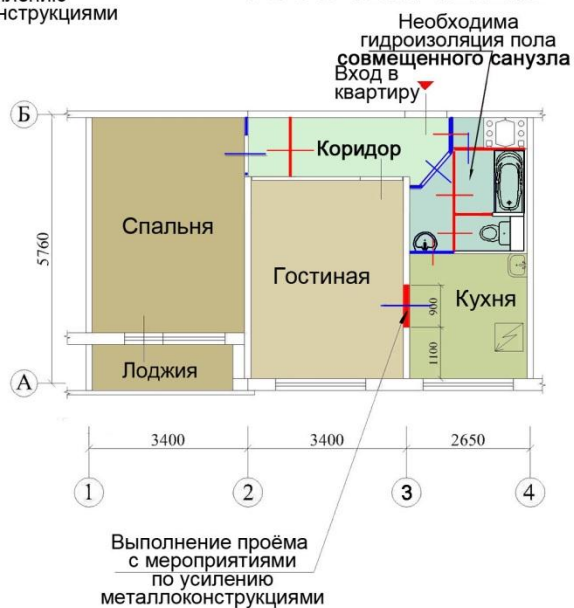 нструкциями
Необходима
гидроизоляция пола
совмещенного санузла
Вход в
квартиру
Б
Коридор
Спальня
Гостиная
Кухня
5760
900
1100
Лоджия
А
3400
3400
2650
1
2
3
4
Выполнение проёма
с мероприятиями
по усилению
металлоконструкциями